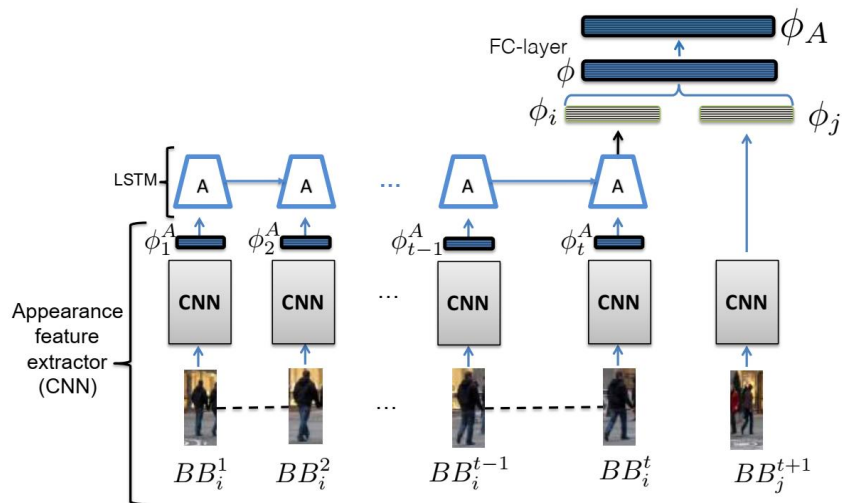 FC-layer
ϕ_A
ϕ
ϕ_i
ϕ_j
LSTM
A
A
...
A
A
ϕ_1^A
ϕ_2^A
ϕ_{t-1}^A
ϕ_t^A
CNN
CNN
...
CNN
CNN
CNN
Appearance
feature
extractor
(CNN)
...
BB_i^1
BB_i^2
BB_i^{t-1}
BB_i^t
BB_j^{t+1}